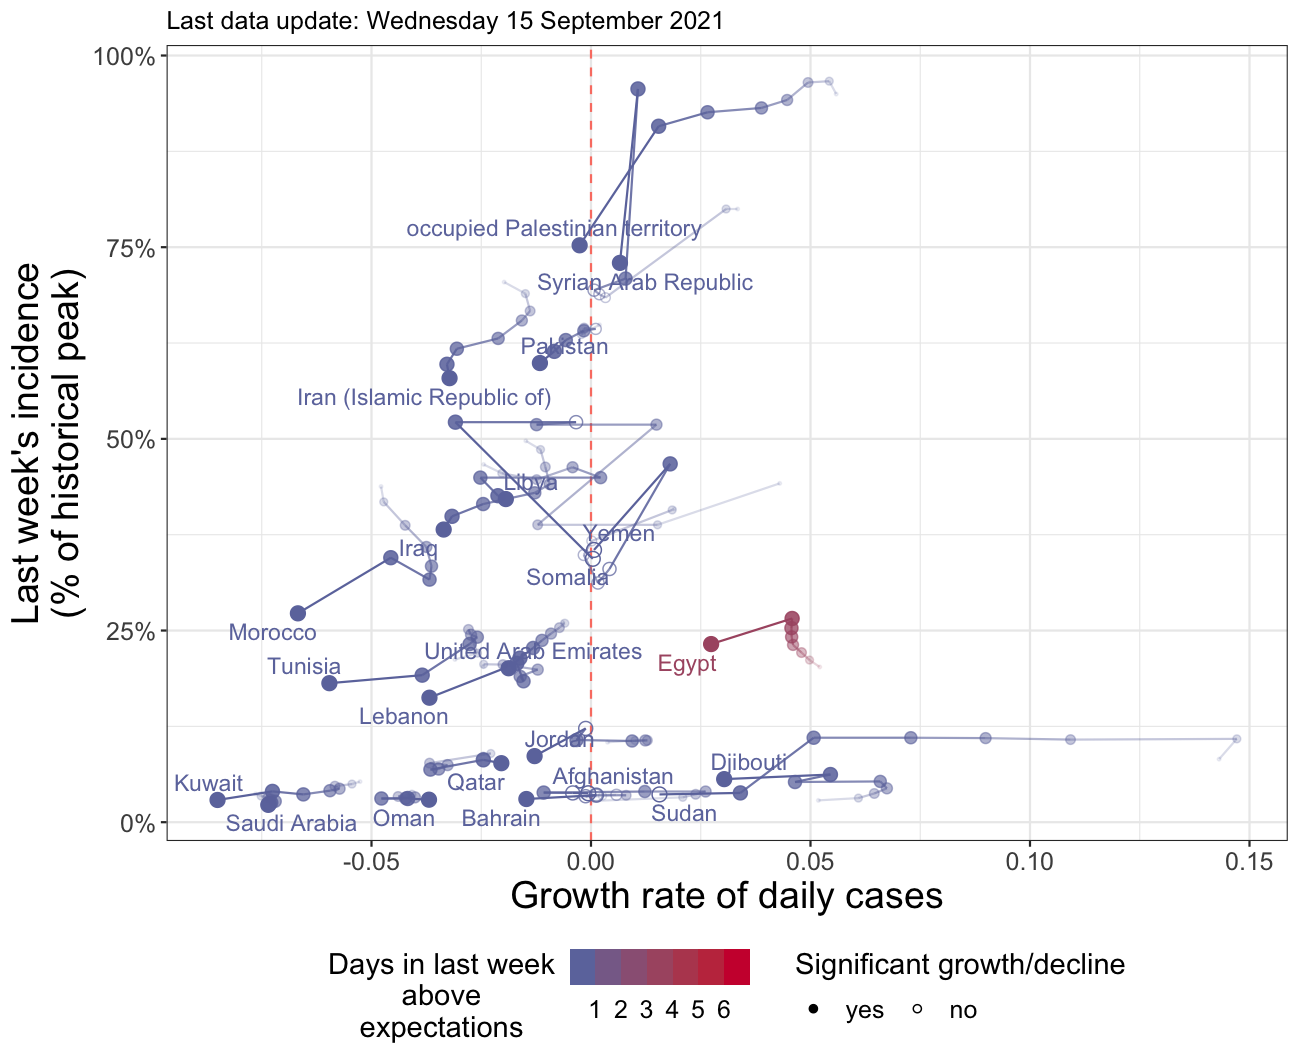 Last data update: Wednesday 15 September 2021
100%
75%
50%
25%
0%
Last week's incidence
(% of historical peak)
occupied Palestinian territory
Syrian Arab Republic
Pakistan
Iran (Islamic Republic of)
Libya
Yemen
Iraq
Somalia
Morocco
United Arab Emirates
Egypt
Tunisia
Lebanon
Jordan
Djibouti
Afghanistan
Kuwait
Qatar
Sudan
Saudi Arabia
Oman
Bahrain
-0.05
0.00
0.05
0.10
0.15
Growth rate of daily cases
Days in last week
above
expectations
1 2 3 4 5 6
Significant growth/decline
yes
no